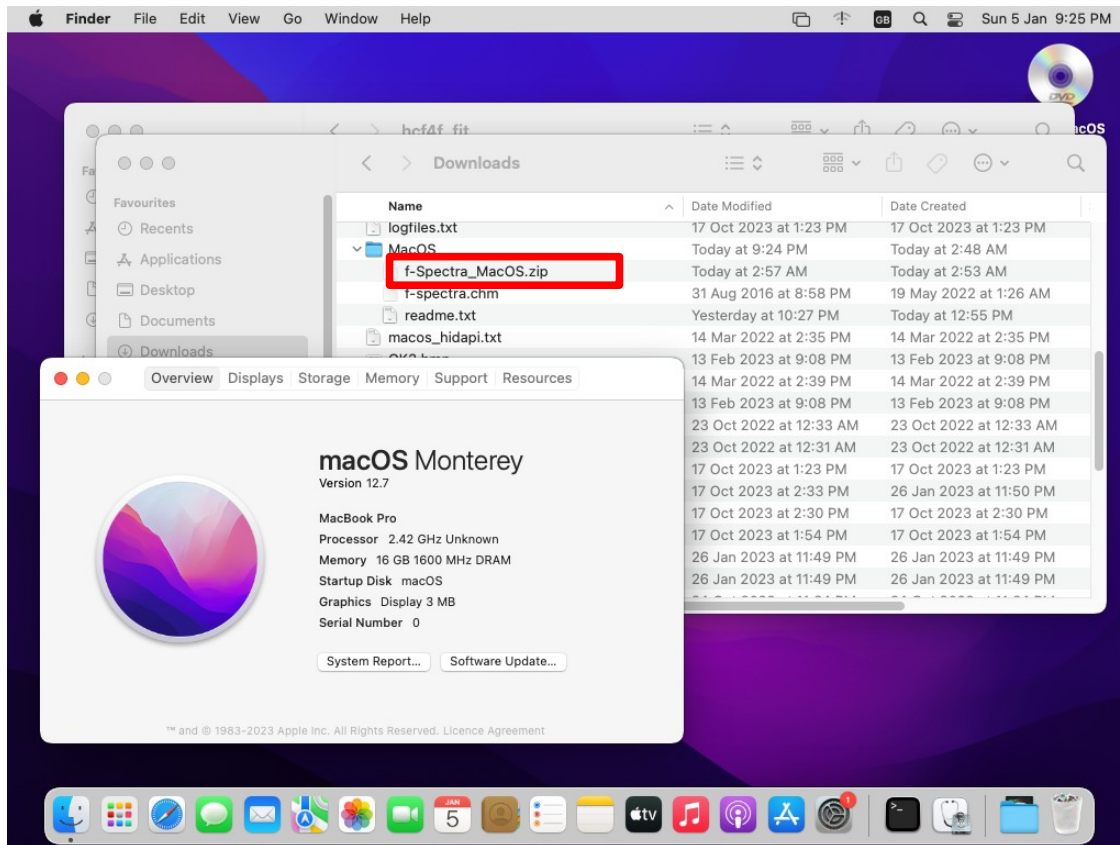 Finder File Edit View Go Window Help GB Sun 5 Jan 9:25 PM
DVD
hcf4f_fit
acOS
Fa
Downloads
Favourites
Recents
Applications
Desktop
Documents
Downloads
Name Date Modified Date Created
logfiles.txt 17 Oct 2023 at 1:23 PM 17 Oct 2023 at 1:23 PM
MacOS Today at 9:24 PM Today at 2:48 AM
f-Spectra_MacOS.zip Today at 2:57 AM Today at 2:53 AM
f-spectra.chm 31 Aug 2016 at 8:58 PM 19 May 2022 at 1:26 AM
readme.txt Yesterday at 10:27 PM Today at 12:55 PM
macos_hidapi.txt 14 Mar 2022 at 2:35 PM 14 Mar 2022 at 2:35 PM
13 Feb 2023 at 9:08 PM 13 Feb 2023 at 9:08 PM
14 Mar 2022 at 2:39 PM 14 Mar 2022 at 2:39 PM
13 Feb 2023 at 9:08 PM 13 Feb 2023 at 9:08 PM
23 Oct 2022 at 12:33 AM 23 Oct 2022 at 12:33 AM
23 Oct 2022 at 12:31 AM 23 Oct 2022 at 12:31 AM
17 Oct 2023 at 1:23 PM 17 Oct 2023 at 1:23 PM
17 Oct 2023 at 2:33 PM 26 Jan 2023 at 11:50 PM
17 Oct 2023 at 2:30 PM 17 Oct 2023 at 2:30 PM
17 Oct 2023 at 1:54 PM 17 Oct 2023 at 1:54 PM
26 Jan 2023 at 11:49 PM 26 Jan 2023 at 11:49 PM
26 Jan 2023 at 11:49 PM 26 Jan 2023 at 11:49 PM
Overview Displays Storage Memory Support Resources
macOS Monterey
Version 12.7
MacBook Pro
Processor 2.42 GHz Unknown
Memory 16 GB 1600 MHz DRAM
Startup Disk macOS
Graphics Display 3 MB
Serial Number 0
System Report... Software Update...
™ and © 1983-2023 Apple Inc. All Rights Reserved. Licence Agreement
JAN
5
tv
1